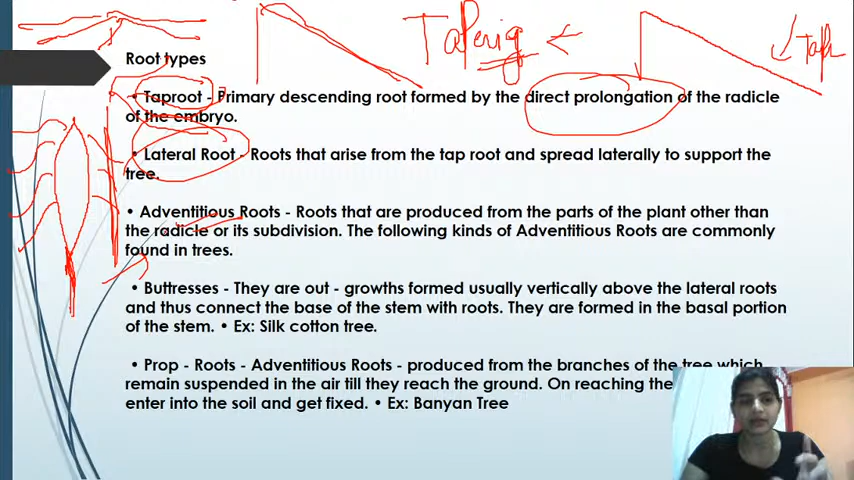 Tapering
Tap
Root types
• Taproot - Primary descending root formed by the direct prolongation of the radicle
of the embryo.
• Lateral Root - Roots that arise from the tap root and spread laterally to support the
tree.
• Adventitious Roots - Roots that are produced from the parts of the plant other than
the radicle or its subdivision. The following kinds of Adventitious Roots are commonly
found in trees.
• Buttresses - They are out - growths formed usually vertically above the lateral roots
and thus connect the base of the stem with roots. They are formed in the basal portion
of the stem. • Ex: Silk cotton tree.
• Prop - Roots - Adventitious Roots - produced from the branches of the tree which
remain suspended in the air till they reach the ground. On reaching the
enter into the soil and get fixed. • Ex: Banyan Tree